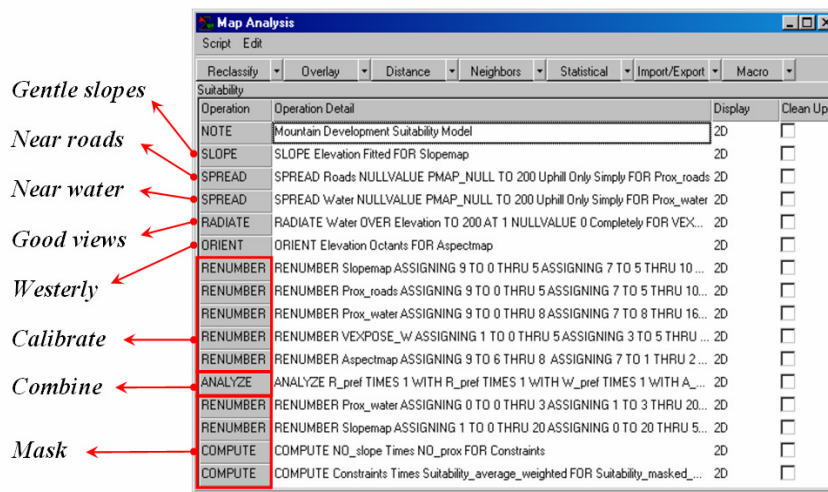 Map Analysis
Script Edit
Reclassify Overlay Distance Neighbors Statistical Import/Export Macro
Suitability
Operation Operation Detail Display Clean Up
NOTE Mountain Development Suitability Model 2D
Gentle slopes
SLOPE SLOPE Elevation Fitted FOR Slopemap 2D
Near roads
SPREAD SPREAD Roads NULLVALUE PMAP_NULL TO 200 Uphill Only Simply FOR Prox_roads 2D
Near water
SPREAD SPREAD Water NULLVALUE PMAP_NULL TO 200 Uphill Only Simply FOR Prox_water 2D
Good views
RADIATE RADIATE Water OVER Elevation TO 200 AT 1 NULLVALUE 0 Completely FOR VEX... 2D
Westerly
ORIENT ORIENT Elevation Octants FOR Aspectmap 2D
Calibrate
RENUMBER RENUMBER Slopemap ASSIGNING 9 TO 0 THRU 5 ASSIGNING 7 TO 5 THRU 10 ... 2D
RENUMBER RENUMBER Prox_roads ASSIGNING 9 TO 0 THRU 5 ASSIGNING 7 TO 5 THRU 10... 2D
RENUMBER RENUMBER Prox_water ASSIGNING 9 TO 0 THRU 8 ASSIGNING 7 TO 8 THRU 16... 2D
RENUMBER RENUMBER VEXPOSE_W ASSIGNING 1 TO 0 THRU 5 ASSIGNING 3 TO 5 THRU ... 2D
RENUMBER RENUMBER Aspectmap ASSIGNING 9 TO 6 THRU 8 ASSIGNING 7 TO 1 THRU 2 ... 2D
Combine
ANALYZE ANALYZE R_pref TIMES 1 WITH R_pref TIMES 1 WITH W_pref TIMES 1 WITH A_... 2D
Mask
RENUMBER RENUMBER Prox_water ASSIGNING 0 TO 0 THRU 3 ASSIGNING 1 TO 3 THRU 20... 2D
RENUMBER RENUMBER Slopemap ASSIGNING 1 TO 0 THRU 20 ASSIGNING 0 TO 20 THRU 5... 2D
COMPUTE COMPUTE NO_slope Times NO_prox FOR Constraints 2D
COMPUTE COMPUTE Constraints Times Suitability_average_weighted FOR Suitability_masked_... 2D